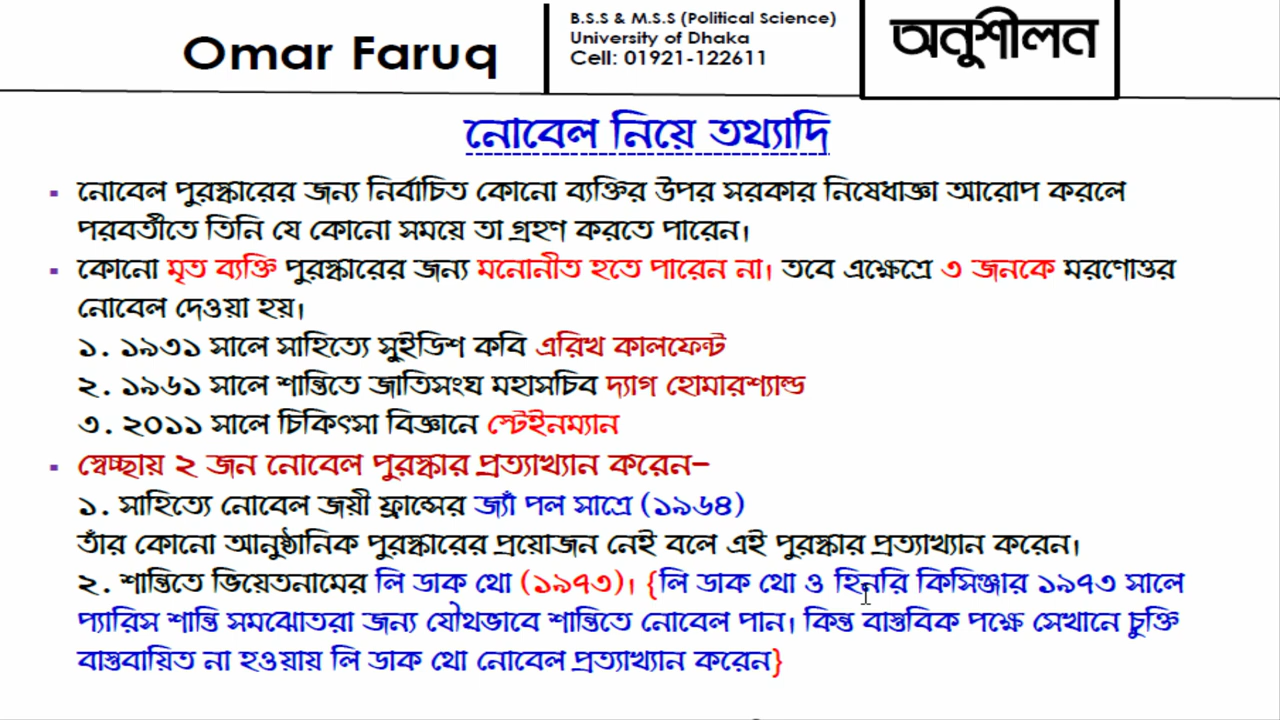 Omar Faruq
B.S.S & M.S.S (Political Science)
University of Dhaka
Cell: 01921-122611
অনুশীলন
নোবেল নিয়ে তথ্যাদি
▪ নোবেল পুরস্কারের জন্য নির্বাচিত কোনো ব্যক্তির উপর সরকার নিষেধাজ্ঞা আরোপ করলে
পরবর্তীতে তিনি যে কোনো সময়ে তা গ্রহণ করতে পারেন।
▪ কোনো মৃত ব্যক্তি পুরস্কারের জন্য মনোনীত হতে পারেন না। তবে এক্ষেত্রে ৩ জনকে মরণোত্তর
নোবেল দেওয়া হয়।
১. ১৯৩১ সালে সাহিত্যে সুইডিশ কবি এরিখ কালফেল্ট
২. ১৯৬১ সালে শান্তিতে জাতিসংঘ মহাসচিব দ্যাগ হোমারশ্যাল্ড
৩. ২০১১ সালে চিকিৎসা বিজ্ঞানে স্টেইনম্যান
▪ স্বেচ্ছায় ২ জন নোবেল পুরস্কার প্রত্যাখ্যান করেন–
১. সাহিত্যে নোবেল জয়ী ফ্রান্সের জ্যাঁ পল সাত্রে (১৯৬৪)
তাঁর কোনো আনুষ্ঠানিক পুরস্কারের প্রয়োজন নেই বলে এই পুরস্কার প্রত্যাখ্যান করেন।
২. শান্তিতে ভিয়েতনামের লি ডাক থো (১৯৭৩)। {লি ডাক থো ও হিনরি কিসিঞ্জার ১৯৭৩ সালে
প্যারিস শান্তি সমঝোতরা জন্য যৌথভাবে শান্তিতে নোবেল পান। কিন্ত বাস্তবিক পক্ষে সেখানে চুক্তি
বাস্তবায়িত না হওয়ায় লি ডাক থো নোবেল প্রত্যাখ্যান করেন}